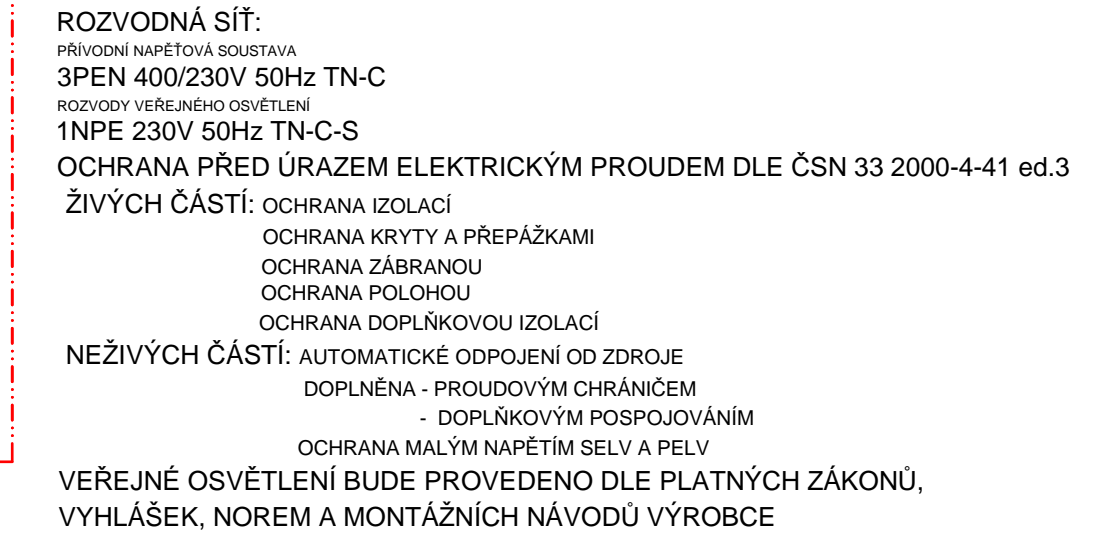 ROZVODNÁ SÍŤ:
PŘÍVODNÍ NAPĚŤOVÁ SOUSTAVA
3PEN 400/230V 50Hz TN-C
ROZVODY VEŘEJNÉHO OSVĚTLENÍ
1NPE 230V 50Hz TN-C-S
OCHRANA PŘED ÚRAZEM ELEKTRICKÝM PROUDEM DLE ČSN 33 2000-4-41 ed.3
ŽIVÝCH ČÁSTÍ: OCHRANA IZOLACÍ
OCHRANA KRYTY A PŘEPÁŽKAMI
OCHRANA ZÁBRANOU
OCHRANA POLOHOU
OCHRANA DOPLŇKOVOU IZOLACÍ
NEŽIVÝCH ČÁSTÍ: AUTOMATICKÉ ODPOJENÍ OD ZDROJE
DOPLNĚNA - PROUDOVÝM CHRÁNIČEM
- DOPLŇKOVÝM POSPOJOVÁNÍM
OCHRANA MALÝM NAPĚTÍM SELV A PELV
VEŘEJNÉ OSVĚTLENÍ BUDE PROVEDENO DLE PLATNÝCH ZÁKONŮ,
VYHLÁŠEK, NOREM A MONTÁŽNÍCH NÁVODŮ VÝROBCE